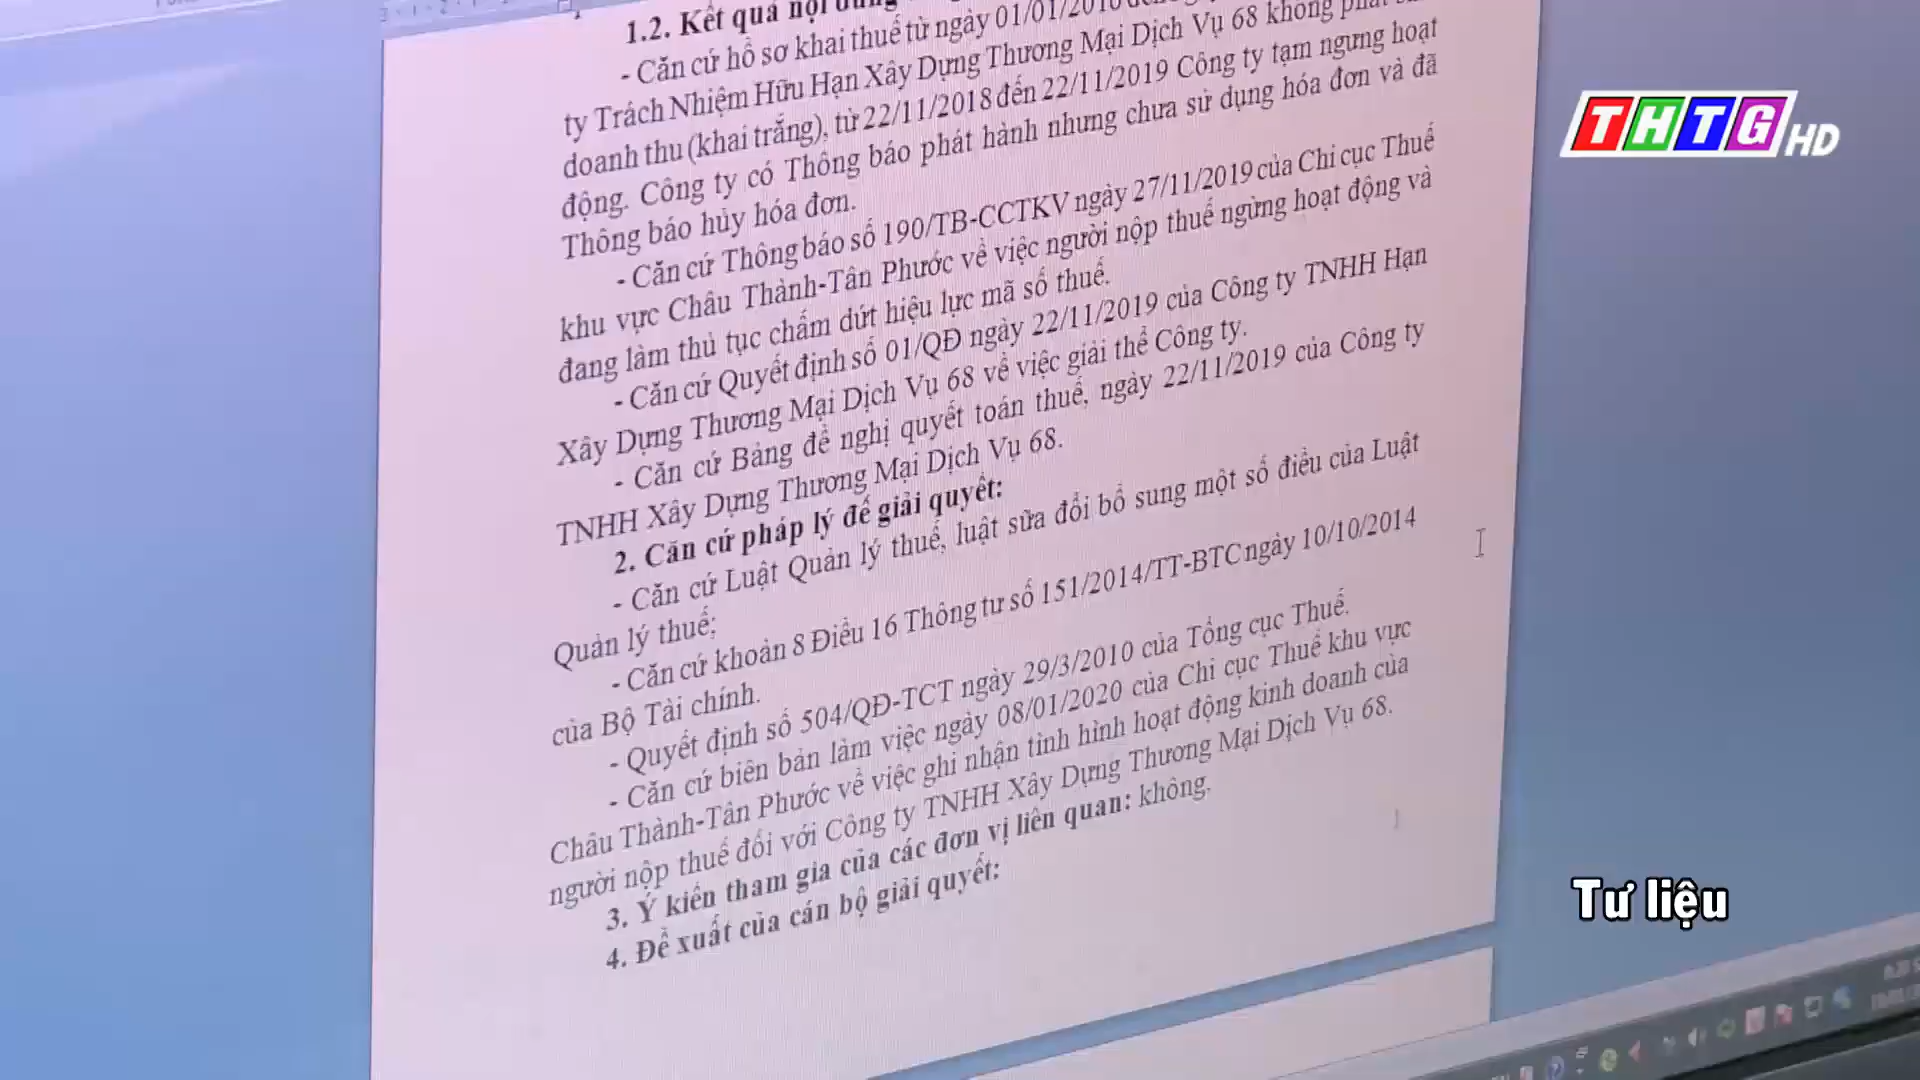 1.2. Kết quả nội dung
- Căn cứ hồ sơ khai thuế từ ngày 01/01/2016
ty Trách Nhiệm Hữu Hạn Xây Dựng Thương Mại Dịch Vụ 68 không phát
doanh thu (khai trắng), từ 22/11/2018 đến 22/11/2019 Công ty tạm ngưng hoạt
động. Công ty có Thông báo phát hành nhưng chưa sử dụng hóa đơn và đã
Thông báo hủy hóa đơn.
- Căn cứ Thông báo số 190/TB-CCTKV ngày 27/11/2019 của Chi cục Thuế
khu vực Châu Thành-Tân Phước về việc người nộp thuế ngừng hoạt động và
đang làm thủ tục chấm dứt hiệu lực mã số thuế.
- Căn cứ Quyết định số 01/QĐ ngày 22/11/2019 của Công ty TNHH Hạn
Xây Dựng Thương Mại Dịch Vụ 68 về việc giải thể Công ty.
- Căn cứ Bảng đề nghị quyết toán thuế, ngày 22/11/2019 của Công ty
TNHH Xây Dựng Thương Mại Dịch Vụ 68.
2. Căn cứ pháp lý để giải quyết:
- Căn cứ Luật Quản lý thuế, luật sữa đổi bổ sung một số điều của Luật
Quản lý thuế;
- Căn cứ khoản 8 Điều 16 Thông tư số 151/2014/TT-BTC ngày 10/10/2014
của Bộ Tài chính.
- Quyết định số 504/QĐ-TCT ngày 29/3/2010 của Tổng cục Thuế.
- Căn cứ biên bản làm việc ngày 08/01/2020 của Chi cục Thuế khu vực
Châu Thành-Tân Phước về việc ghi nhận tình hình hoạt động kinh doanh của
người nộp thuế đối với Công ty TNHH Xây Dựng Thương Mại Dịch Vụ 68.
3. Ý kiến tham gia của các đơn vị liên quan: không.
4. Đề xuất của cán bộ giải quyết:
THTG HD
Tư liệu